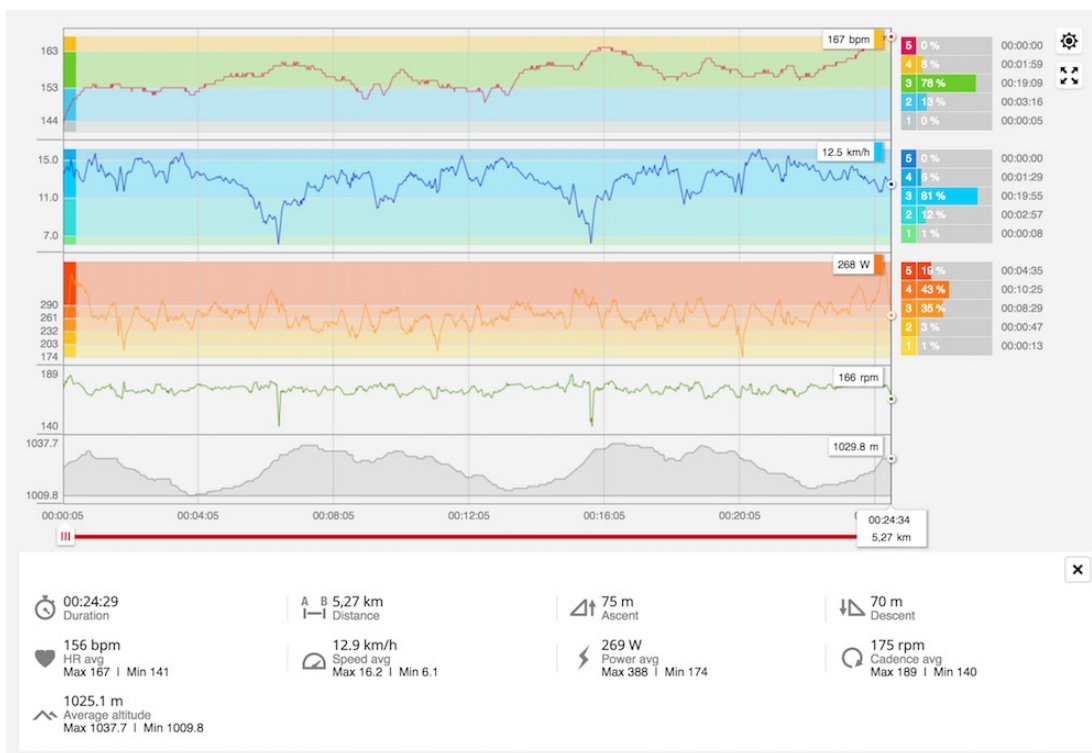 163
153
144
167 bpm
5 0 % 00:00:00
4 8 % 00:01:59
3 78 % 00:19:09
2 13 % 00:03:16
1 0 % 00:00:05
15.0
11.0
7.0
12.5 km/h
5 0 % 00:00:00
4 6 % 00:01:29
3 81 % 00:19:55
2 12 % 00:02:57
1 1 % 00:00:08
290
261
232
203
174
268 W
5 19 % 00:04:35
4 43 % 00:10:25
3 35 % 00:08:29
2 3 % 00:00:47
1 1 % 00:00:13
189
140
166 rpm
1037.7
1009.8
1029.8 m
00:00:05 00:04:05 00:08:05 00:12:05 00:16:05 00:20:05
00:24:34
5,27 km
00:24:29
Duration
A B 5,27 km
Distance
75 m
Ascent
70 m
Descent
156 bpm
HR avg
Max 167 | Min 141
12.9 km/h
Speed avg
Max 16.2 | Min 6.1
269 W
Power avg
Max 388 | Min 174
175 rpm
Cadence avg
Max 189 | Min 140
1025.1 m
Average altitude
Max 1037.7 | Min 1009.8